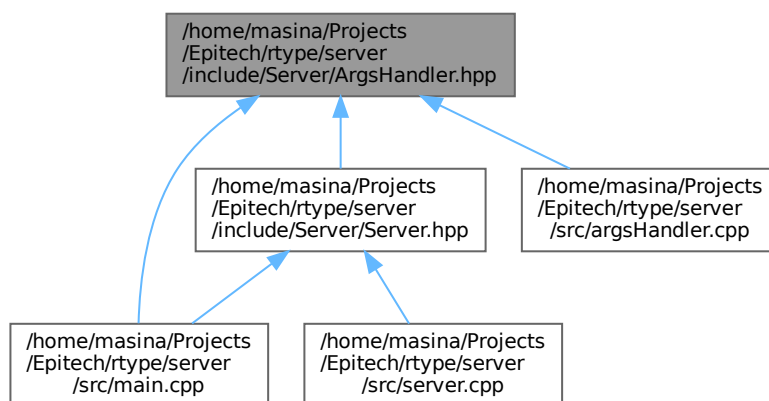 /home/masina/Projects
/Epitech/rtype/server
/include/Server/ArgsHandler.hpp
/home/masina/Projects
/Epitech/rtype/server
/include/Server/Server.hpp
/home/masina/Projects
/Epitech/rtype/server
/src/argsHandler.cpp
/home/masina/Projects
/Epitech/rtype/server
/src/main.cpp
/home/masina/Projects
/Epitech/rtype/server
/src/server.cpp